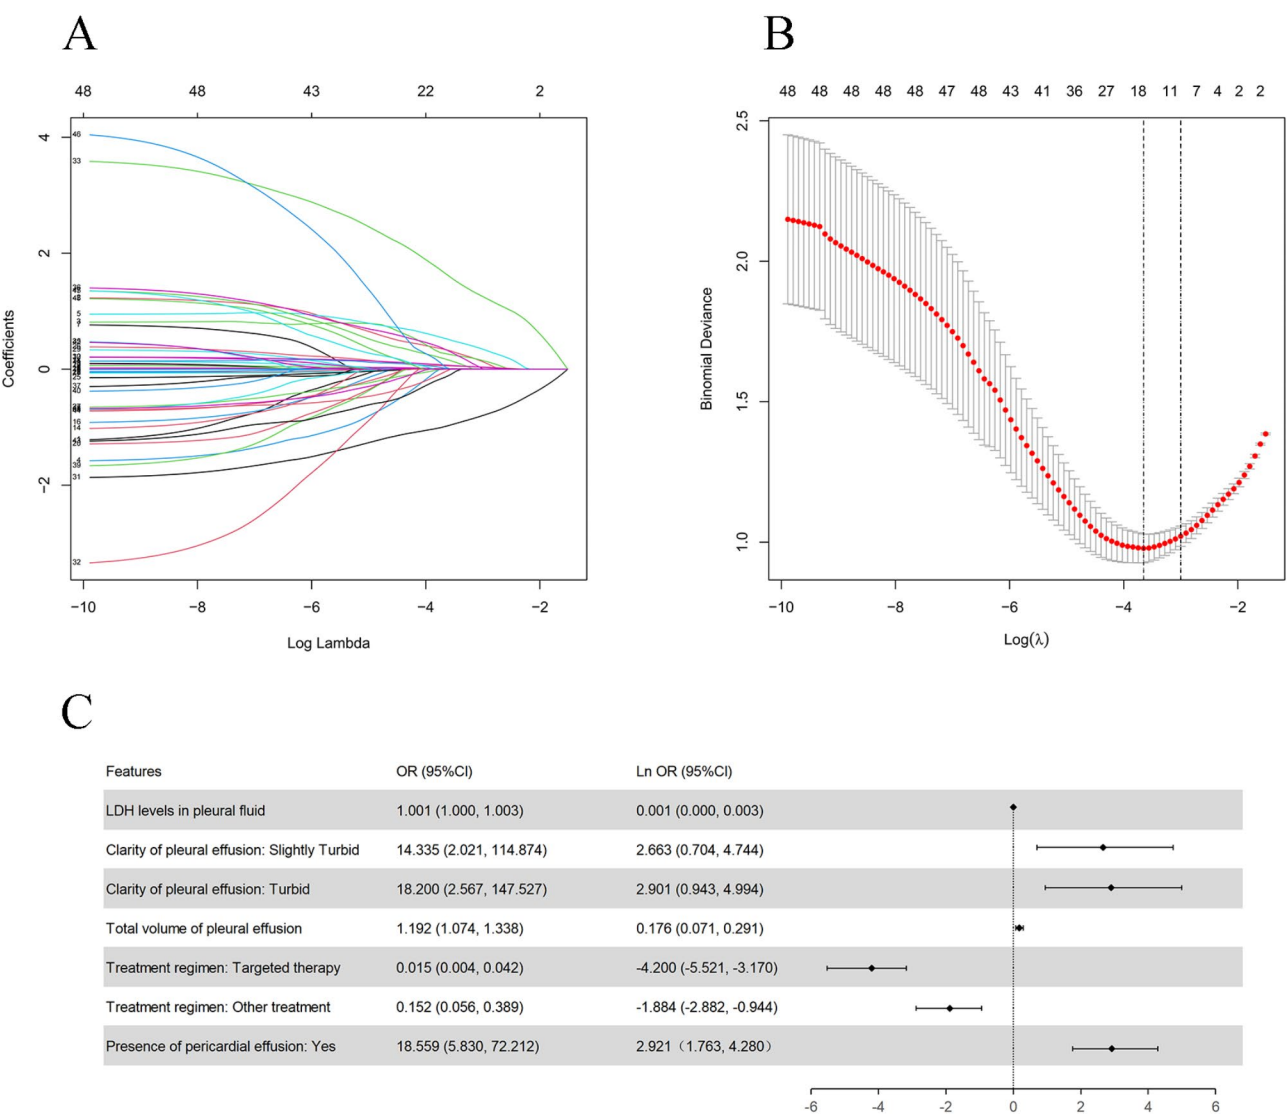 A
48 48 43 22 2
4
2
0
−2
46
33
5
16
14
4
39
31
32
Coefficients
−10 −8 −6 −4 −2
Log Lambda
B
48 48 48 48 48 47 48 43 41 36 27 18 11 7 4 2 2
2.5
2.0
1.5
1.0
Binomial Deviance
−10 −8 −6 −4 −2
Log(λ)
C
Features OR (95%CI) Ln OR (95%CI)
LDH levels in pleural fluid 1.001 (1.000, 1.003) 0.001 (0.000, 0.003)
Clarity of pleural effusion: Slightly Turbid 14.335 (2.021, 114.874) 2.663 (0.704, 4.744)
Clarity of pleural effusion: Turbid 18.200 (2.567, 147.527) 2.901 (0.943, 4.994)
Total volume of pleural effusion 1.192 (1.074, 1.338) 0.176 (0.071, 0.291)
Treatment regimen: Targeted therapy 0.015 (0.004, 0.042) -4.200 (-5.521, -3.170)
Treatment regimen: Other treatment 0.152 (0.056, 0.389) -1.884 (-2.882, -0.944)
Presence of pericardial effusion: Yes 18.559 (5.830, 72.212) 2.921（1.763, 4.280）
-6 -4 -2 0 2 4 6